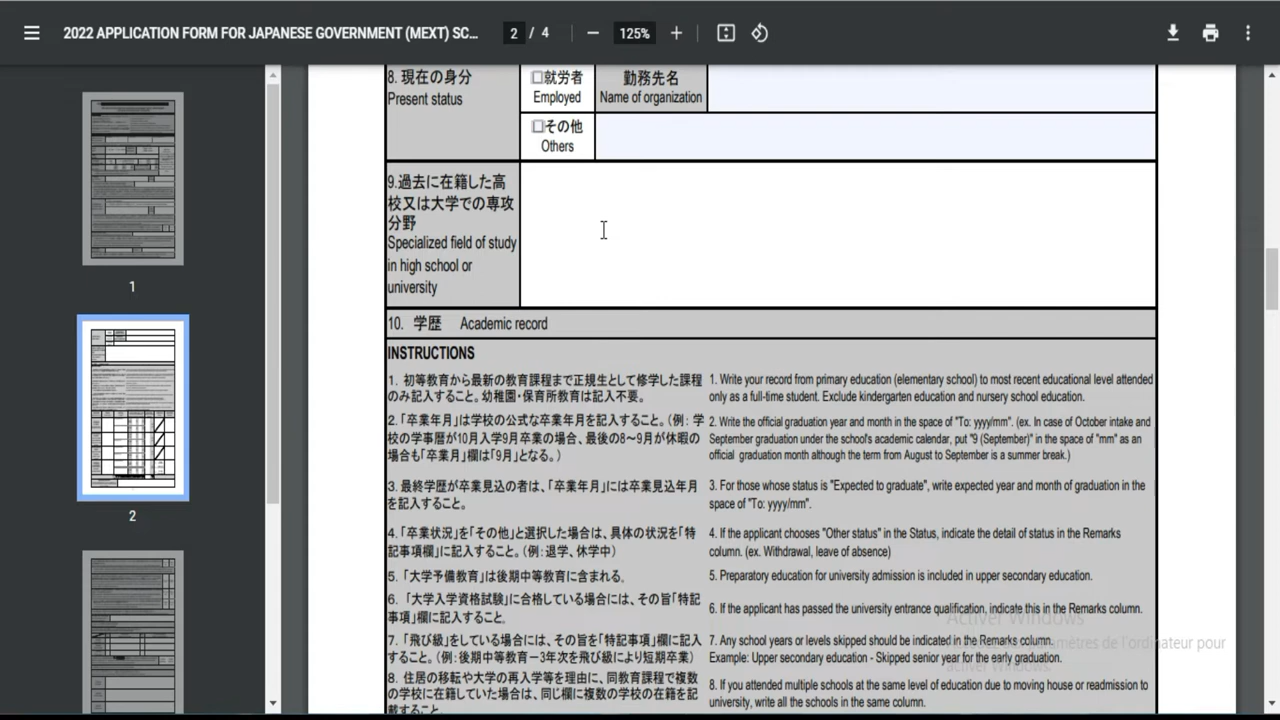 2022 APPLICATION FORM FOR JAPANESE GOVERNMENT (MEXT) SC...
2 / 4
125%
1
2
8. 現在の身分
Present status
就労者
Employed
勤務先名
Name of organization
その他
Others
9.過去に在籍した高
校又は大学での専攻
分野
Specialized field of study
in high school or
university
10. 学歴 Academic record
INSTRUCTIONS
1. 初等教育から最新の教育課程まで正規生として修学した課程
のみ記入すること。幼稚園・保育所教育は記入不要。
1. Write your record from primary education (elementary school) to most recent educational level attended
only as a full-time student. Exclude kindergarten education and nursery school education.
2.「卒業年月」は学校の公式な卒業年月を記入すること。(例: 学
校の学事暦が10月入学9月卒業の場合、最後の8～9月が休暇の
場合も「卒業月」欄は「9月」となる。)
2. Write the official graduation year and month in the space of "To: yyyy/mm". (ex. In case of October intake and
September graduation under the school's academic calendar, put "9 (September)" in the space of "mm" as an
official graduation month although the term from August to September is a summer break.)
3. 最終学歴が卒業見込の者は、「卒業年月」には卒業見込年月
を記入すること。
3. For those whose status is "Expected to graduate", write expected year and month of graduation in the
space of "To: yyyy/mm".
4.「卒業状況」を「その他」と選択した場合は、具体の状況を「特
記事項欄」に記入すること。(例:退学、休学中)
4. If the applicant chooses "Other status" in the Status, indicate the detail of status in the Remarks
column. (ex. Withdrawal, leave of absence)
5.「大学予備教育」は後期中等教育に含まれる。
5. Preparatory education for university admission is included in upper secondary education.
6. 「大学入学資格試験」に合格している場合には、その旨「特記
事項」欄に記入すること。
6. If the applicant has passed the university entrance qualification, indicate this in the Remarks column.
7. 「飛び級」をしている場合には、その旨を「特記事項」欄に記入
すること。(例:後期中等教育－3年次を飛び級により短期卒業)
7. Any school years or levels skipped should be indicated in the Remarks column.
Example: Upper secondary education - Skipped senior year for the early graduation.
8. 住居の移転や大学の再入学等を理由に、同教育課程で複数
の学校に在籍していた場合は、同じ欄に複数の学校の在籍を記
載すること。
8. If you attended multiple schools at the same level of education due to moving house or readmission to
university, write all the schools in the same column.
Activer Windows
paramètres de l'ordinateur pour
activer Windows.